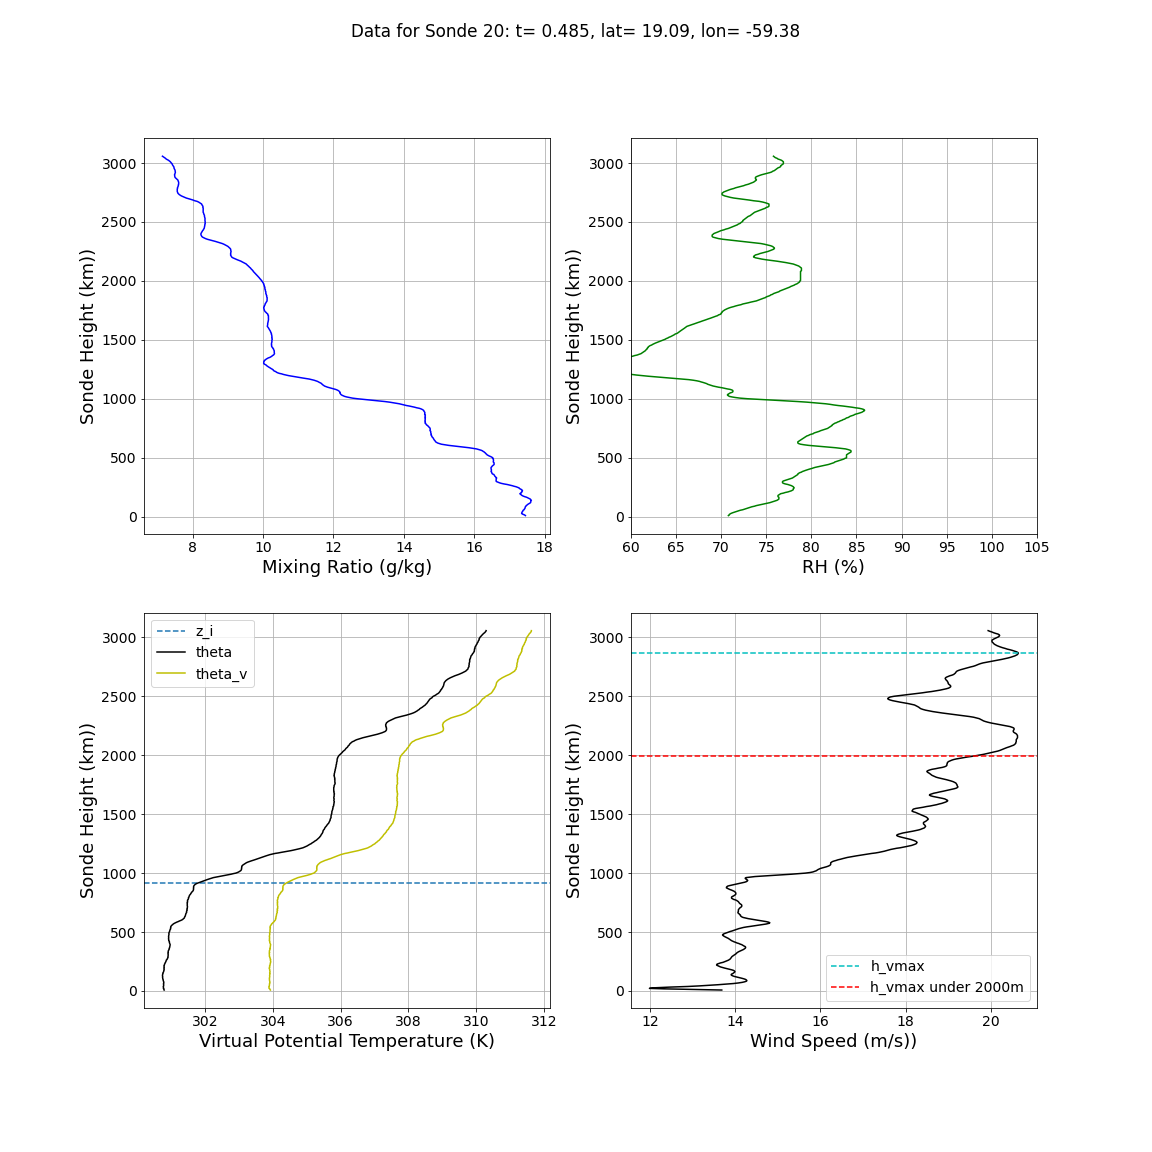 Data for Sonde 20: t= 0.485, lat= 19.09, lon= -59.38
3000
2500
2000
1500
1000
500
0
Sonde Height (km))
8 10 12 14 16 18
Mixing Ratio (g/kg)
3000
2500
2000
1500
1000
500
0
Sonde Height (km))
60 65 70 75 80 85 90 95 100 105
RH (%)
3000
2500
2000
1500
1000
500
0
Sonde Height (km))
z_i
theta
theta_v
302 304 306 308 310 312
Virtual Potential Temperature (K)
3000
2500
2000
1500
1000
500
0
Sonde Height (km))
h_vmax
h_vmax under 2000m
12 14 16 18 20
Wind Speed (m/s))